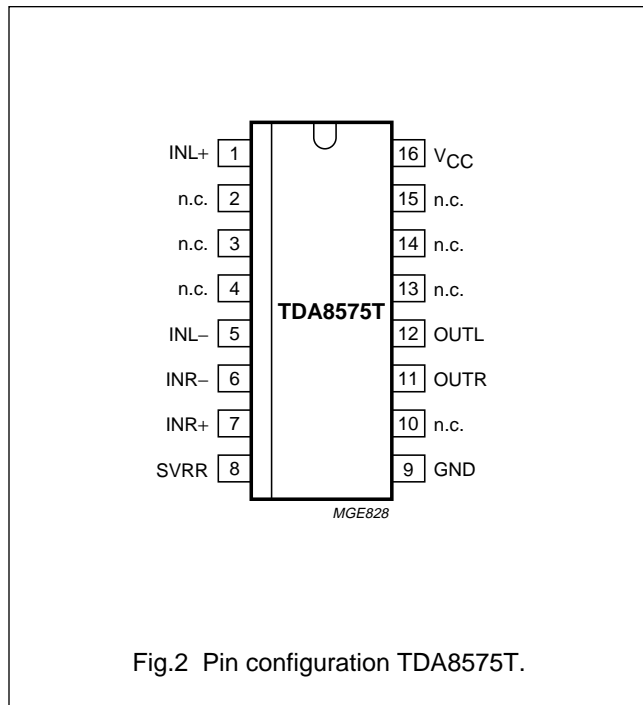 INL+ 1 16 VCC
n.c. 2 15 n.c.
n.c. 3 14 n.c.
n.c. 4 13 n.c.
TDA8575T
INL− 5 12 OUTL
INR− 6 11 OUTR
INR+ 7 10 n.c.
SVRR 8 9 GND
MGE828
Fig.2 Pin configuration TDA8575T.